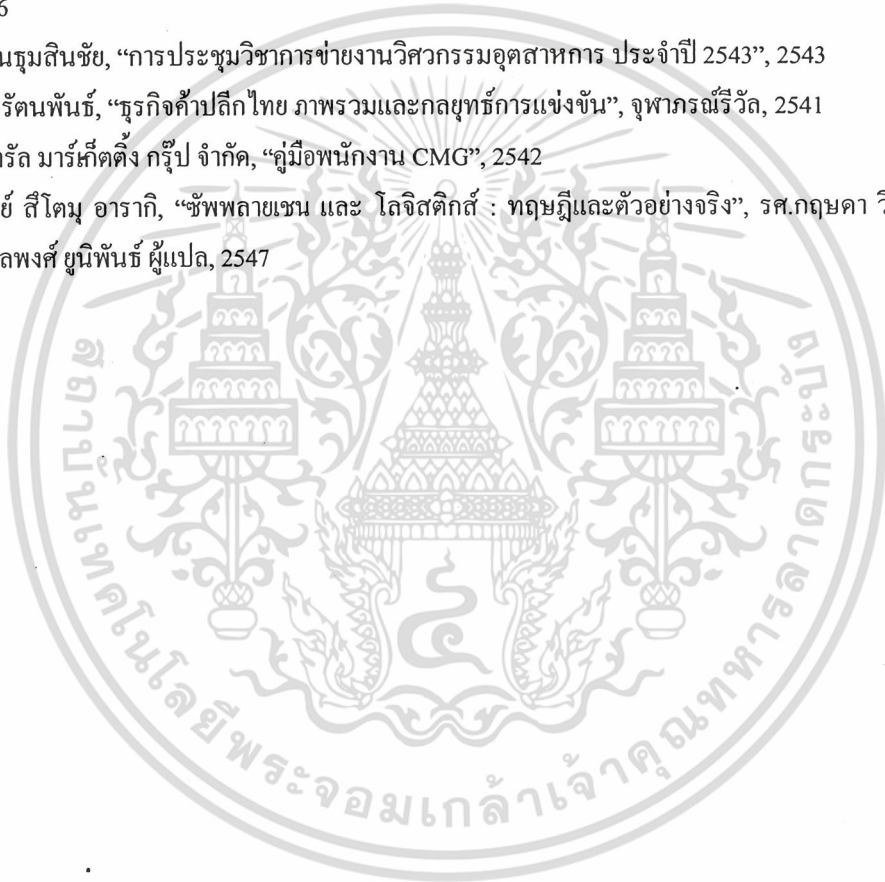 6
นธุมสินชัย, “การประชุมวิชาการข่ายงานวิศวกรรมอุตสาหการ ประจำปี 2543”, 2543
รัตนพันธ์, “ธุรกิจค้าปลีกไทย ภาพรวมและกลยุทธ์การแข่งขัน”, จุฬาภรณ์รีวัล, 2541
รัล มาร์เก็ตติ้ง กรุ๊ป จำกัด, “คู่มือพนักงาน CMG”, 2542
ย์ สึโตมุ อารากิ, “ซัพพลายเชน และ โลจิสติกส์ : ทฤษฎีและตัวอย่างจริง”, รศ.กฤษดา วิ
ลพงศ์ ยูนิพันธ์ ผู้แปล, 2547
สถาบันเทคโนโลยีพระจอมเกล้าเจ้าคุณทหารลาดกระบัง